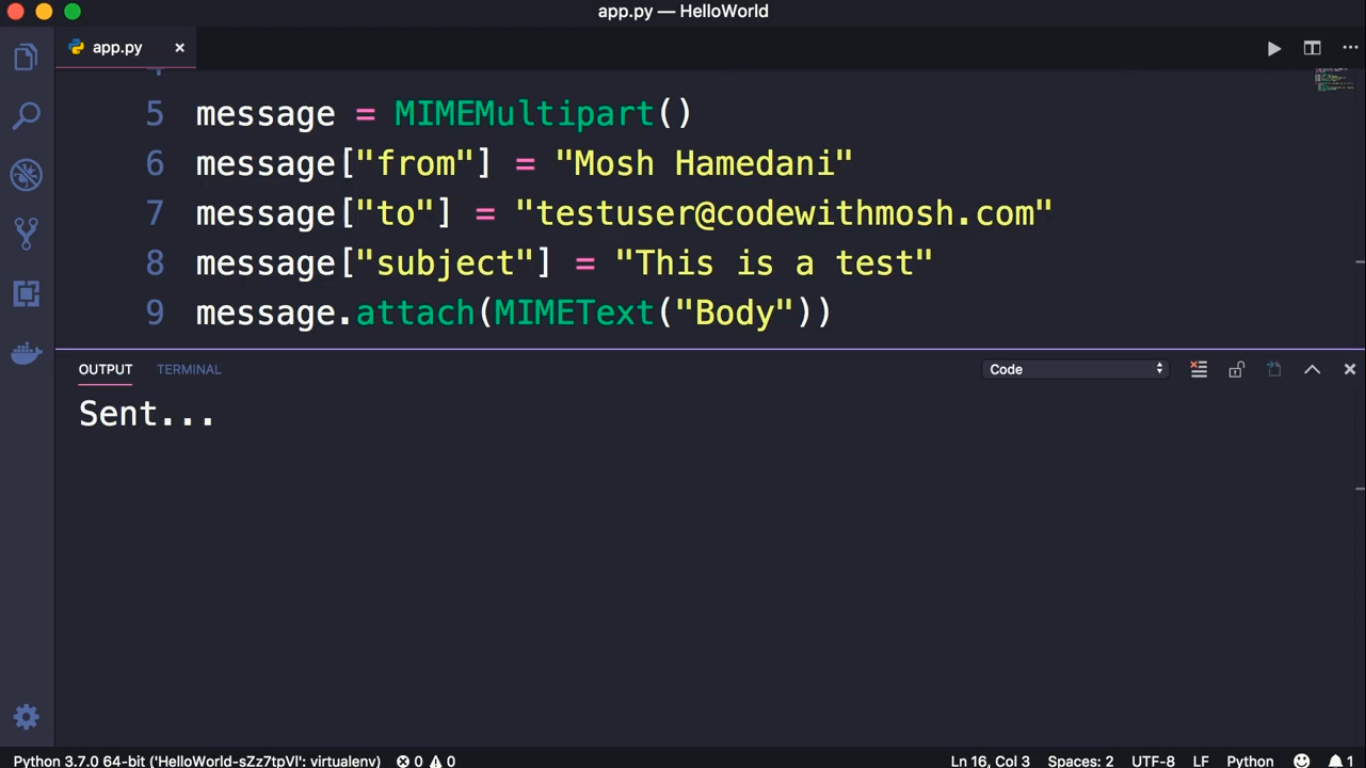 app.py — HelloWorld
app.py
5 message = MIMEMultipart()
6 message["from"] = "Mosh Hamedani"
7 message["to"] = "testuser@codewithmosh.com"
8 message["subject"] = "This is a test"
9 message.attach(MIMEText("Body"))
OUTPUT TERMINAL Code
Sent...
Python 3.7.0 64-bit ('HelloWorld-sZz7tpVl': virtualenv) 0 0 Ln 16, Col 3 Spaces: 2 UTF-8 LF Python 1